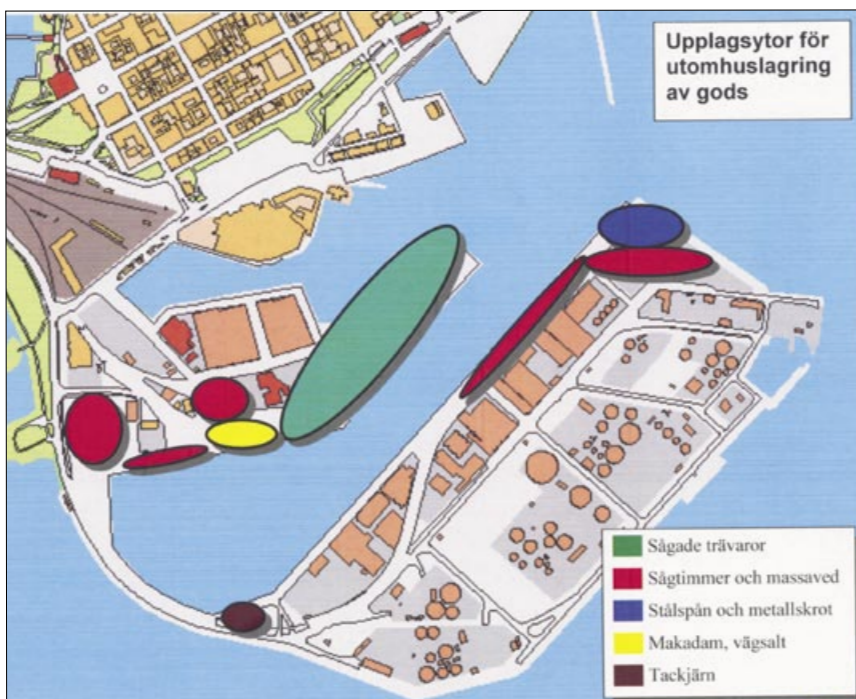 Upplagsytor för
utomhuslagring
av gods
Sågade trävaror
Sågtimmer och massaved
Stålspån och metallskrot
Makadam, vägsalt
Tackjärn